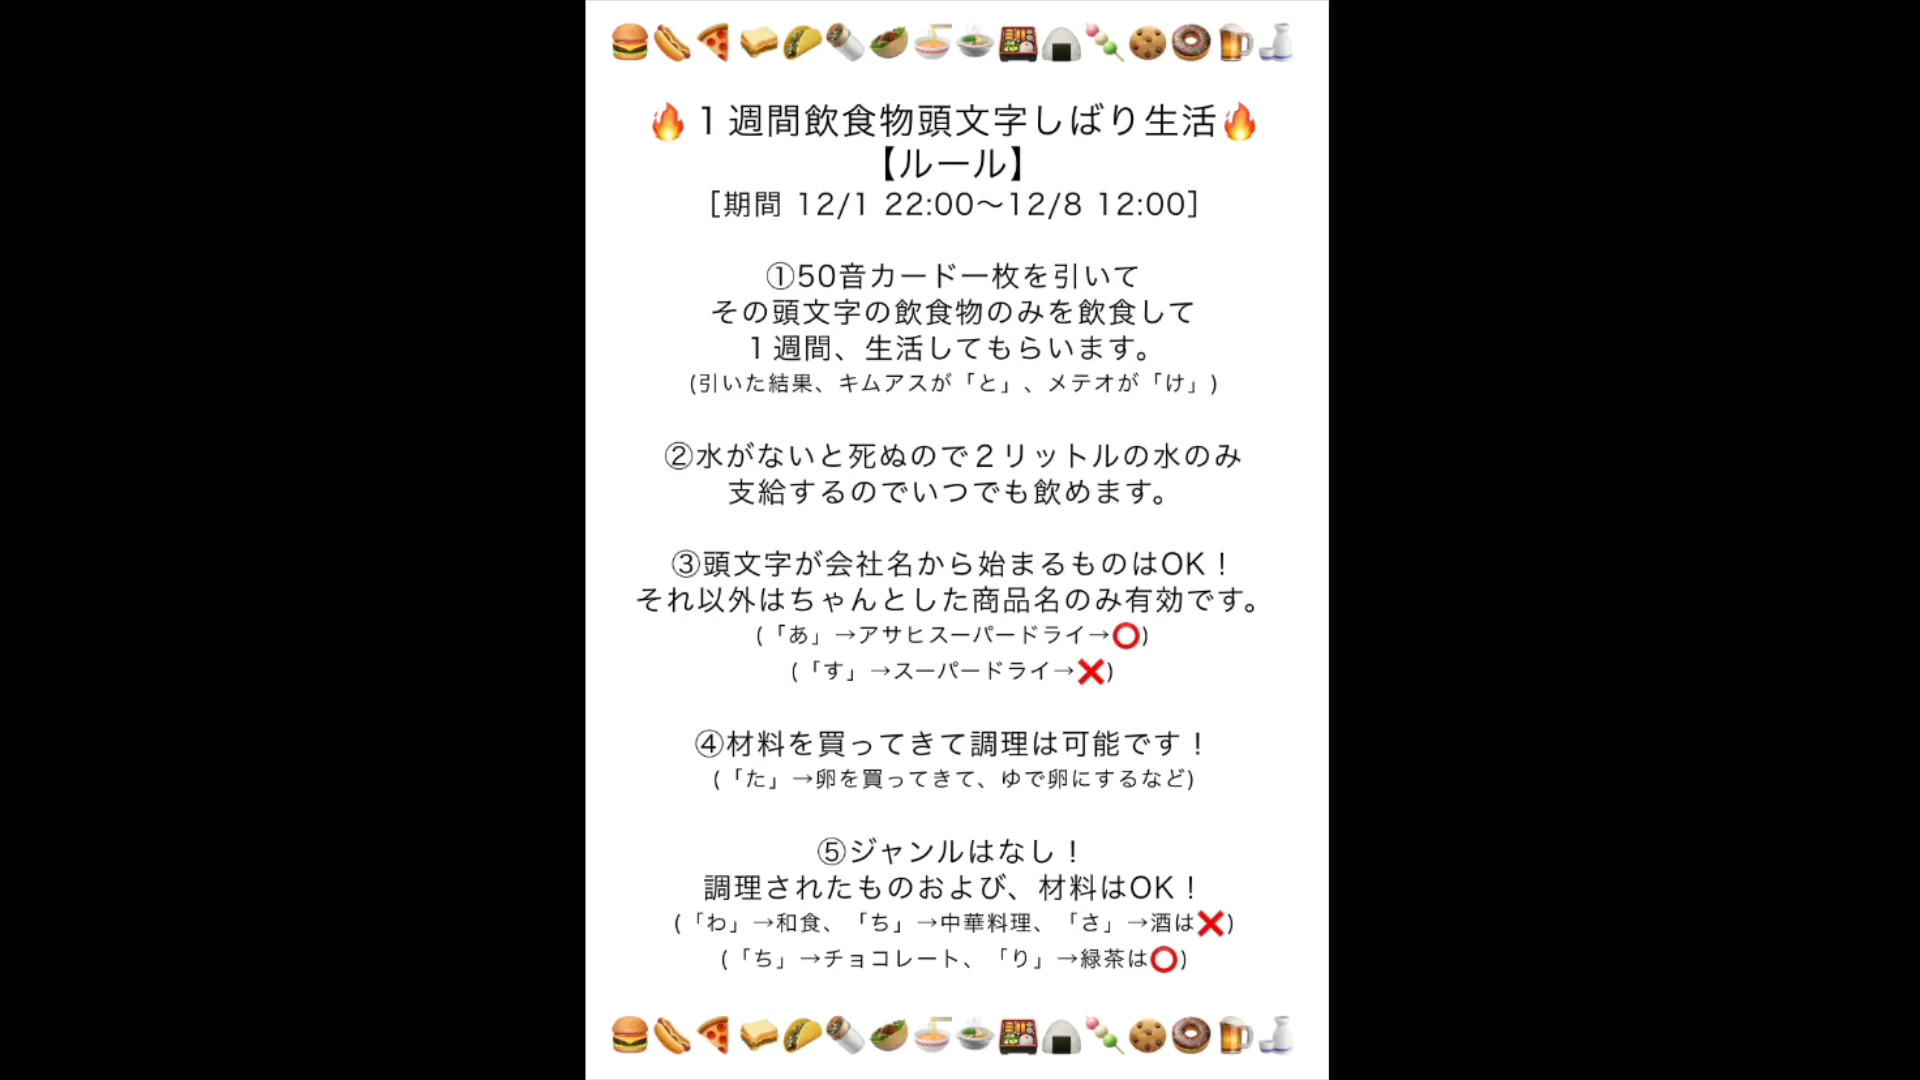 🔥１週間飲食物頭文字しばり生活🔥
【ルール】
[期間 12/1 22:00〜12/8 12:00]
①50音カード一枚を引いて
その頭文字の飲食物のみを飲食して
１週間、生活してもらいます。
(引いた結果、キムアスが「と」、メテオが「け」)
②水がないと死ぬので２リットルの水のみ
支給するのでいつでも飲めます。
③頭文字が会社名から始まるものはOK！
それ以外はちゃんとした商品名のみ有効です。
(「あ」→アサヒスーパードライ→⭕)
(「す」→スーパードライ→❌)
④材料を買ってきて調理は可能です！
(「た」→卵を買ってきて、ゆで卵にするなど)
⑤ジャンルはなし！
調理されたものおよび、材料はOK！
(「わ」→和食、「ち」→中華料理、「さ」→酒は❌)
(「ち」→チョコレート、「り」→緑茶は⭕)